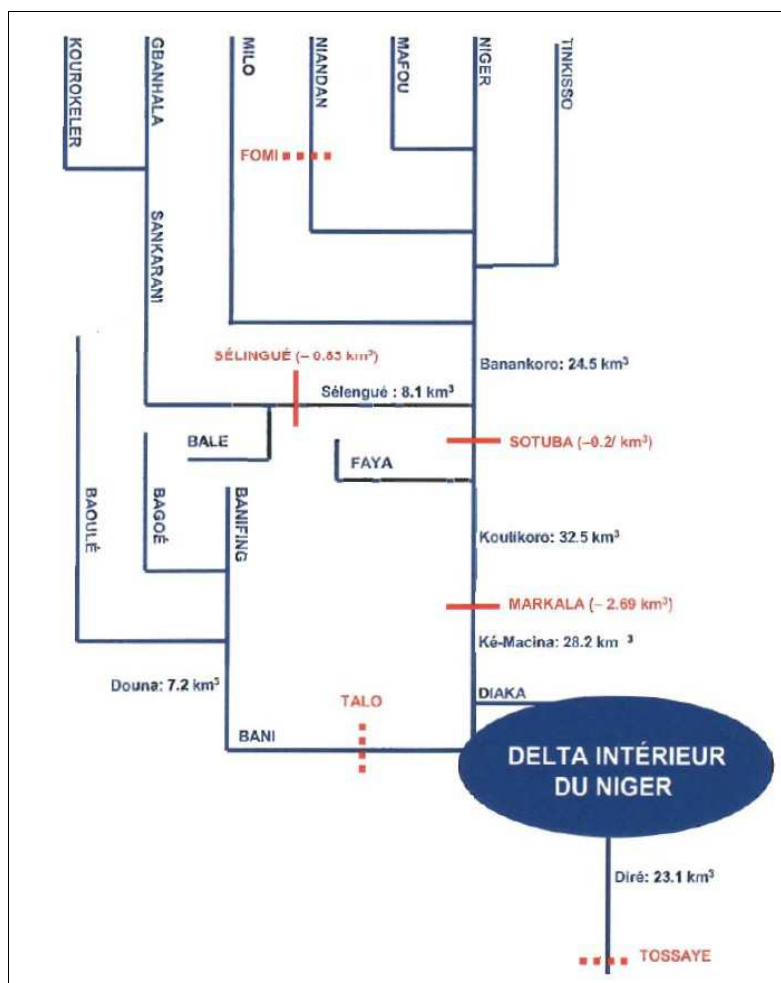 KOUROKELER
GBANHALA
MILO
NIANDAN
MAFOU
NIGER
TINKISSO
FOMI
SANKARANI
SÉLINGUÉ (– 0.83 km³)
Banankoro: 24.5 km³
Sélengué : 8.1 km³
BALE
FAYA
SOTUBA (–0.2/ km³)
BAOULÉ
BAGOÉ
BANIFING
Koulikoro: 32.5 km³
MARKALA (– 2.69 km³)
Ké-Macina: 28.2 km ³
Douna: 7.2 km³
TALO
DIAKA
BANI
DELTA INTÉRIEUR
DU NIGER
Diré: 23.1 km³
TOSSAYE